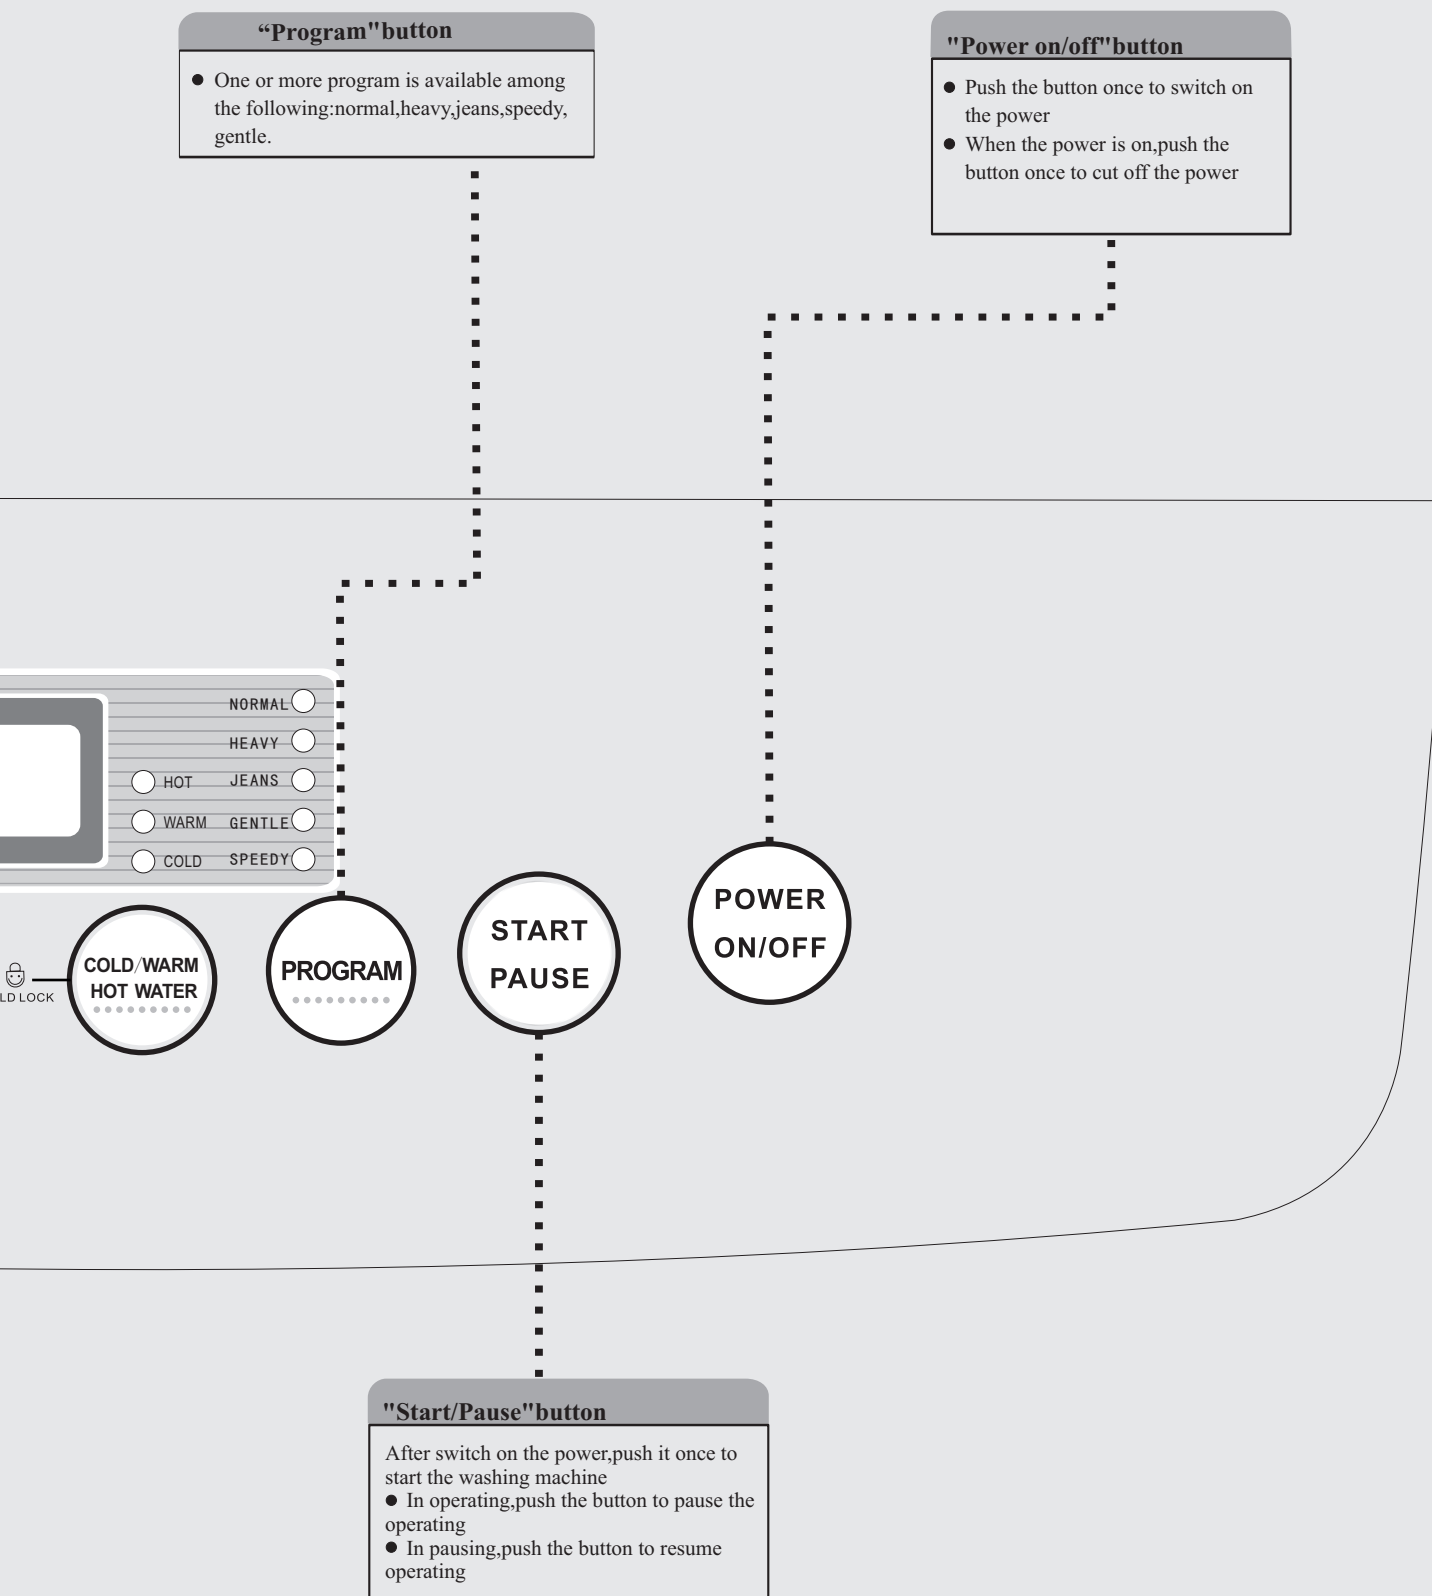 “Program"button
One or more program is available among
the following:normal,heavy,jeans,speedy,
gentle.
"Power on/off"button
Push the button once to switch on
the power
When the power is on,push the
button once to cut off the power
NORMAL
HEAVY
HOT JEANS
WARM GENTLE
COLD SPEEDY
LD LOCK
COLD/WARM
HOT WATER
PROGRAM
START
PAUSE
POWER
ON/OFF
"Start/Pause"button
After switch on the power,push it once to
start the washing machine
In operating,push the button to pause the
operating
In pausing,push the button to resume
operating